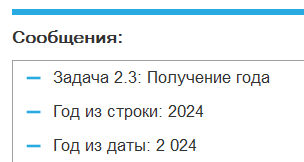 Сообщения:
– Задача 2.3: Получение года
– Год из строки: 2024
– Год из даты: 2 024